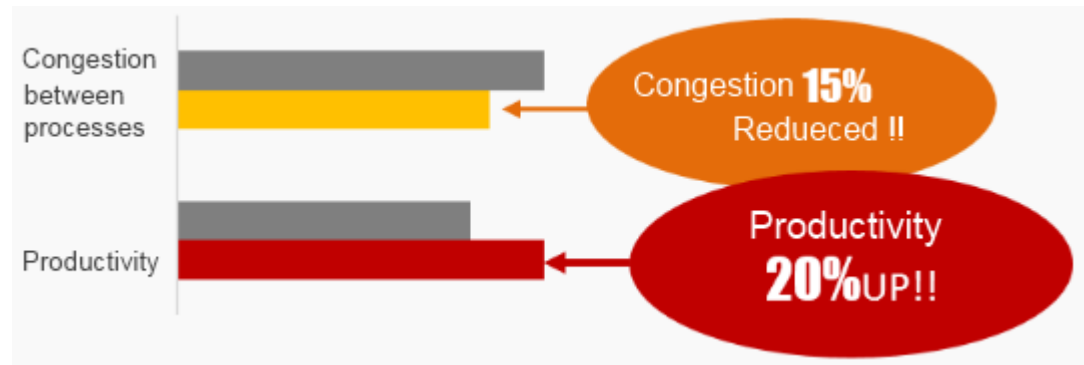 Congestion
between
processes
Congestion 15%
Redueced !!
Productivity
Productivity
20%UP!!